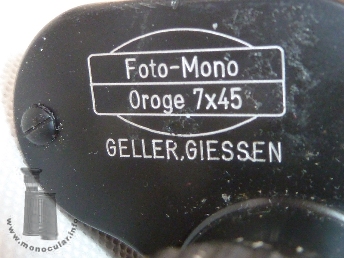 Foto-Mono
Oroge 7x45
GELLER,GIESSEN
www.monocular.info